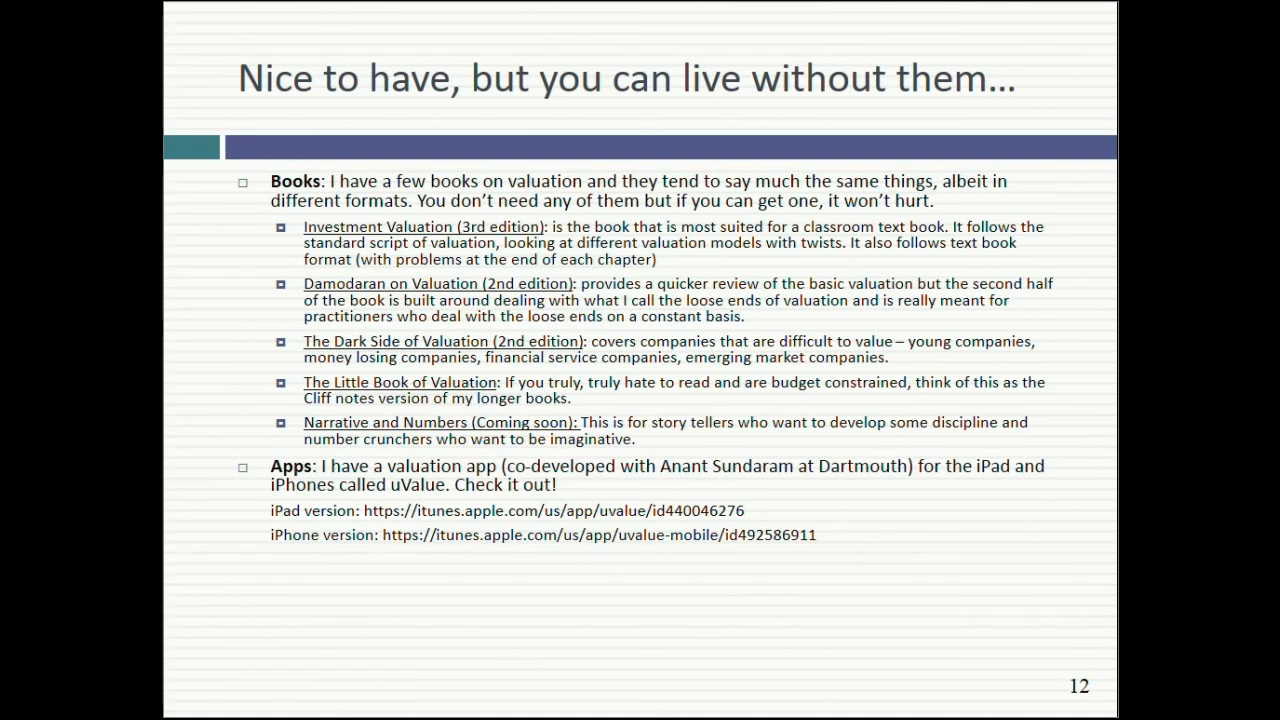 Nice to have, but you can live without them…
Books: I have a few books on valuation and they tend to say much the same things, albeit in
different formats. You don’t need any of them but if you can get one, it won’t hurt.
Investment Valuation (3rd edition): is the book that is most suited for a classroom text book. It follows the
standard script of valuation, looking at different valuation models with twists. It also follows text book
format (with problems at the end of each chapter)
Damodaran on Valuation (2nd edition): provides a quicker review of the basic valuation but the second half
of the book is built around dealing with what I call the loose ends of valuation and is really meant for
practitioners who deal with the loose ends on a constant basis.
The Dark Side of Valuation (2nd edition): covers companies that are difficult to value – young companies,
money losing companies, financial service companies, emerging market companies.
The Little Book of Valuation: If you truly, truly hate to read and are budget constrained, think of this as the
Cliff notes version of my longer books.
Narrative and Numbers (Coming soon): This is for story tellers who want to develop some discipline and
number crunchers who want to be imaginative.
Apps: I have a valuation app (co-developed with Anant Sundaram at Dartmouth) for the iPad and
iPhones called uValue. Check it out!
iPad version: https://itunes.apple.com/us/app/uvalue/id440046276
iPhone version: https://itunes.apple.com/us/app/uvalue-mobile/id492586911
12